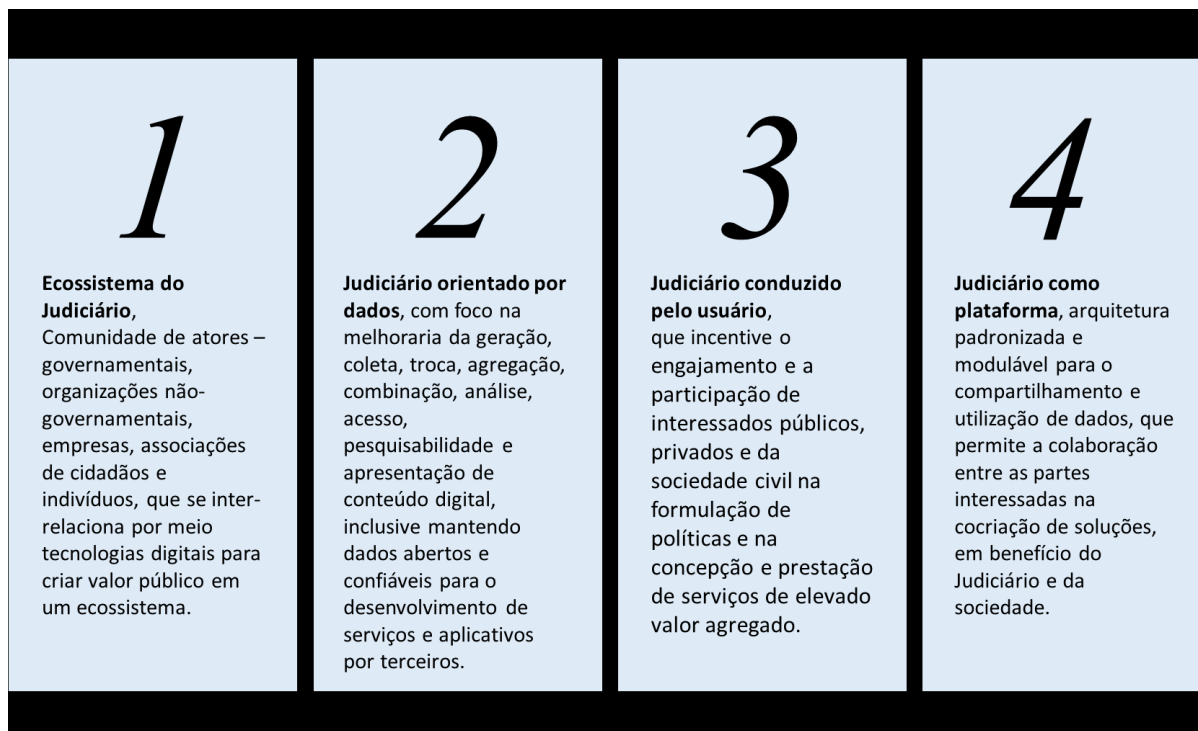 1
Ecossistema do
Judiciário,
Comunidade de atores –
governamentais,
organizações não-
governamentais,
empresas, associações
de cidadãos e
indivíduos, que se inter-
relaciona por meio
tecnologias digitais para
criar valor público em
um ecossistema.
2
Judiciário orientado por
dados, com foco na
melhoraria da geração,
coleta, troca, agregação,
combinação, análise,
acesso,
pesquisabilidade e
apresentação de
conteúdo digital,
inclusive mantendo
dados abertos e
confiáveis para o
desenvolvimento de
serviços e aplicativos
por terceiros.
3
Judiciário conduzido
pelo usuário,
que incentive o
engajamento e a
participação de
interessados públicos,
privados e da
sociedade civil na
formulação de
políticas e na
concepção e prestação
de serviços de elevado
valor agregado.
4
Judiciário como
plataforma, arquitetura
padronizada e
modulável para o
compartilhamento e
utilização de dados, que
permite a colaboração
entre as partes
interessadas na
cocriação de soluções,
em benefício do
Judiciário e da
sociedade.